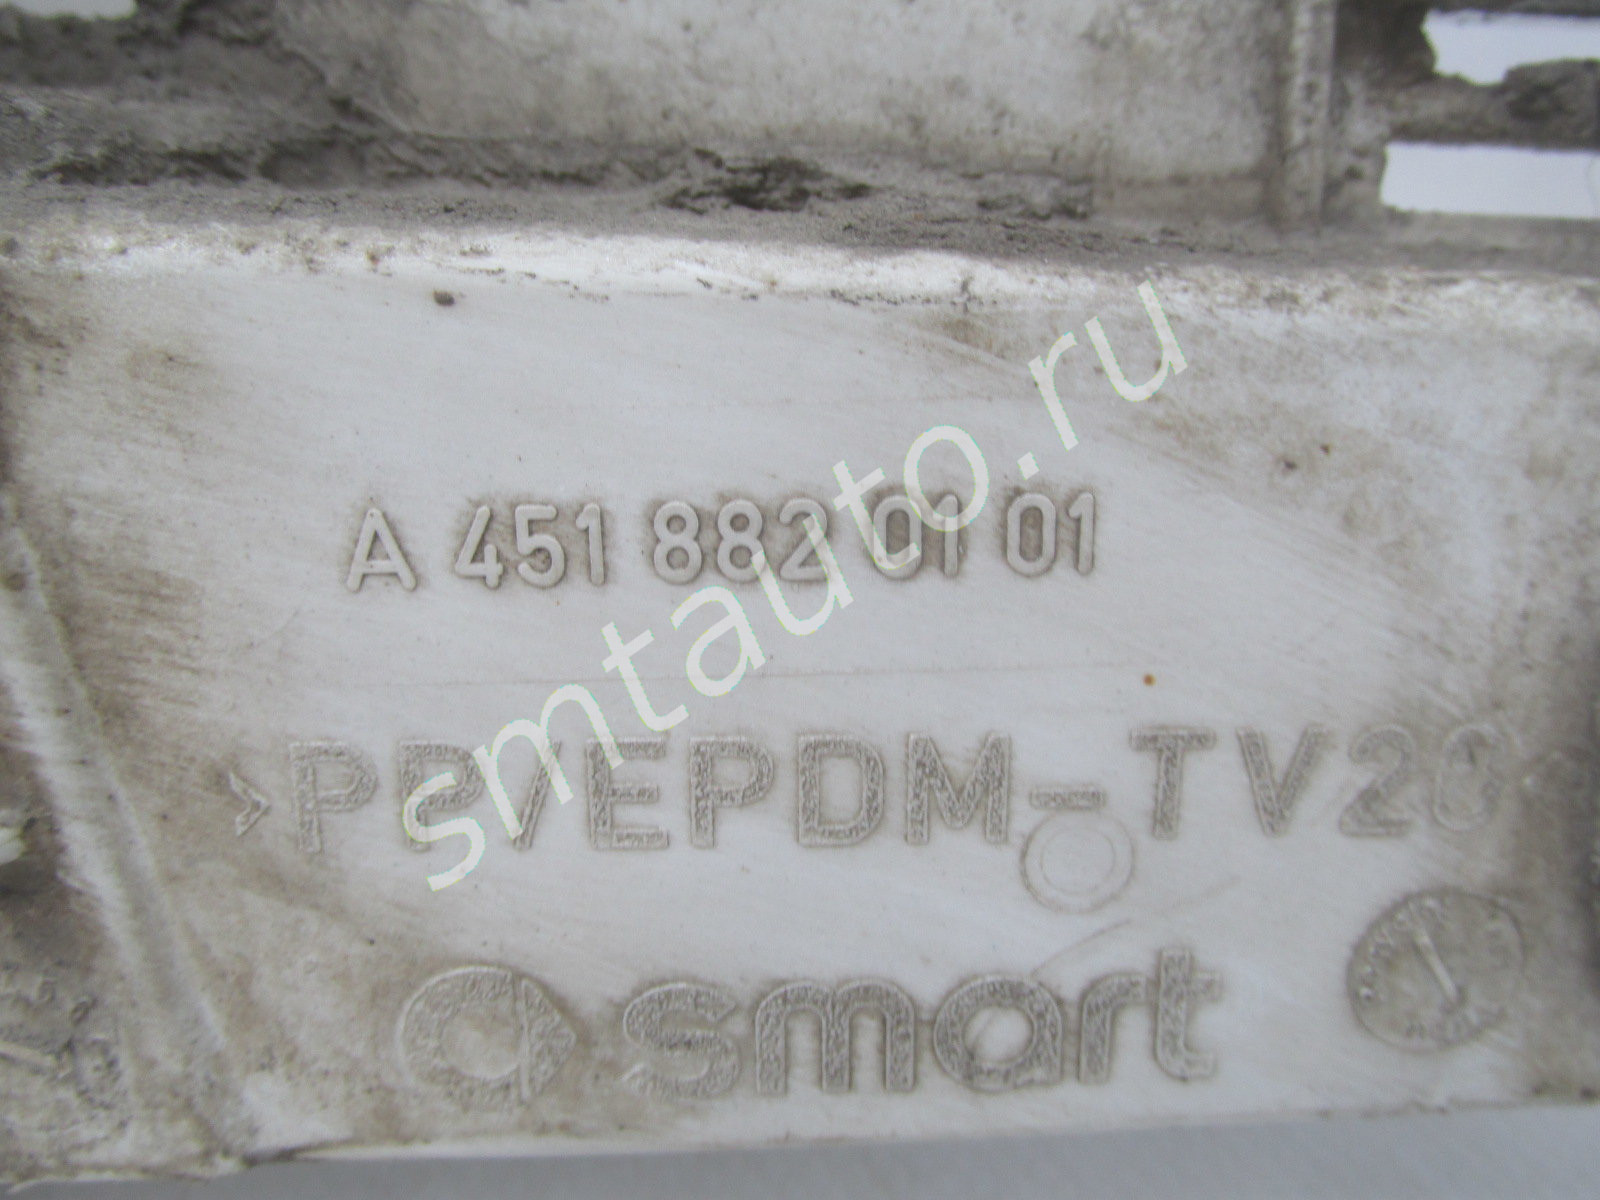 A 451 882 01 01
smtauto.ru
>PP/EPDM-TV20
smart